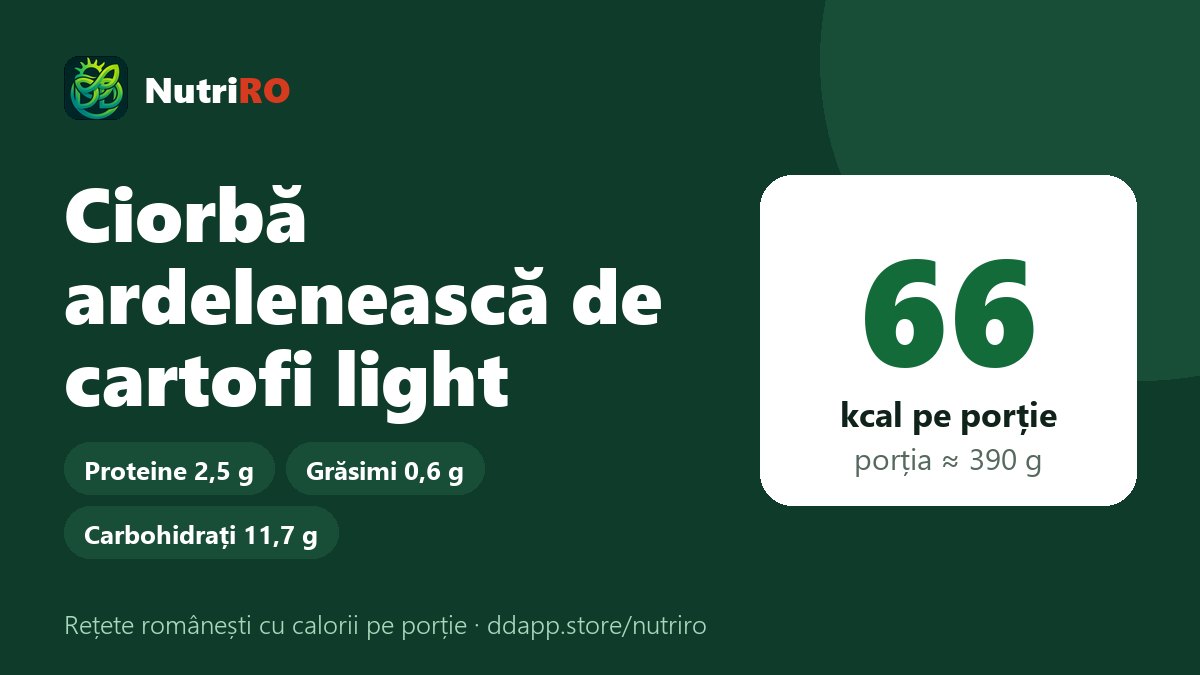 NutriRO
Ciorbă
ardelenească de
cartofi light
Proteine 2,5 g
Grăsimi 0,6 g
Carbohidrați 11,7 g
66
kcal pe porție
porția ≈ 390 g
Rețete românești cu calorii pe porție · ddapp.store/nutriro